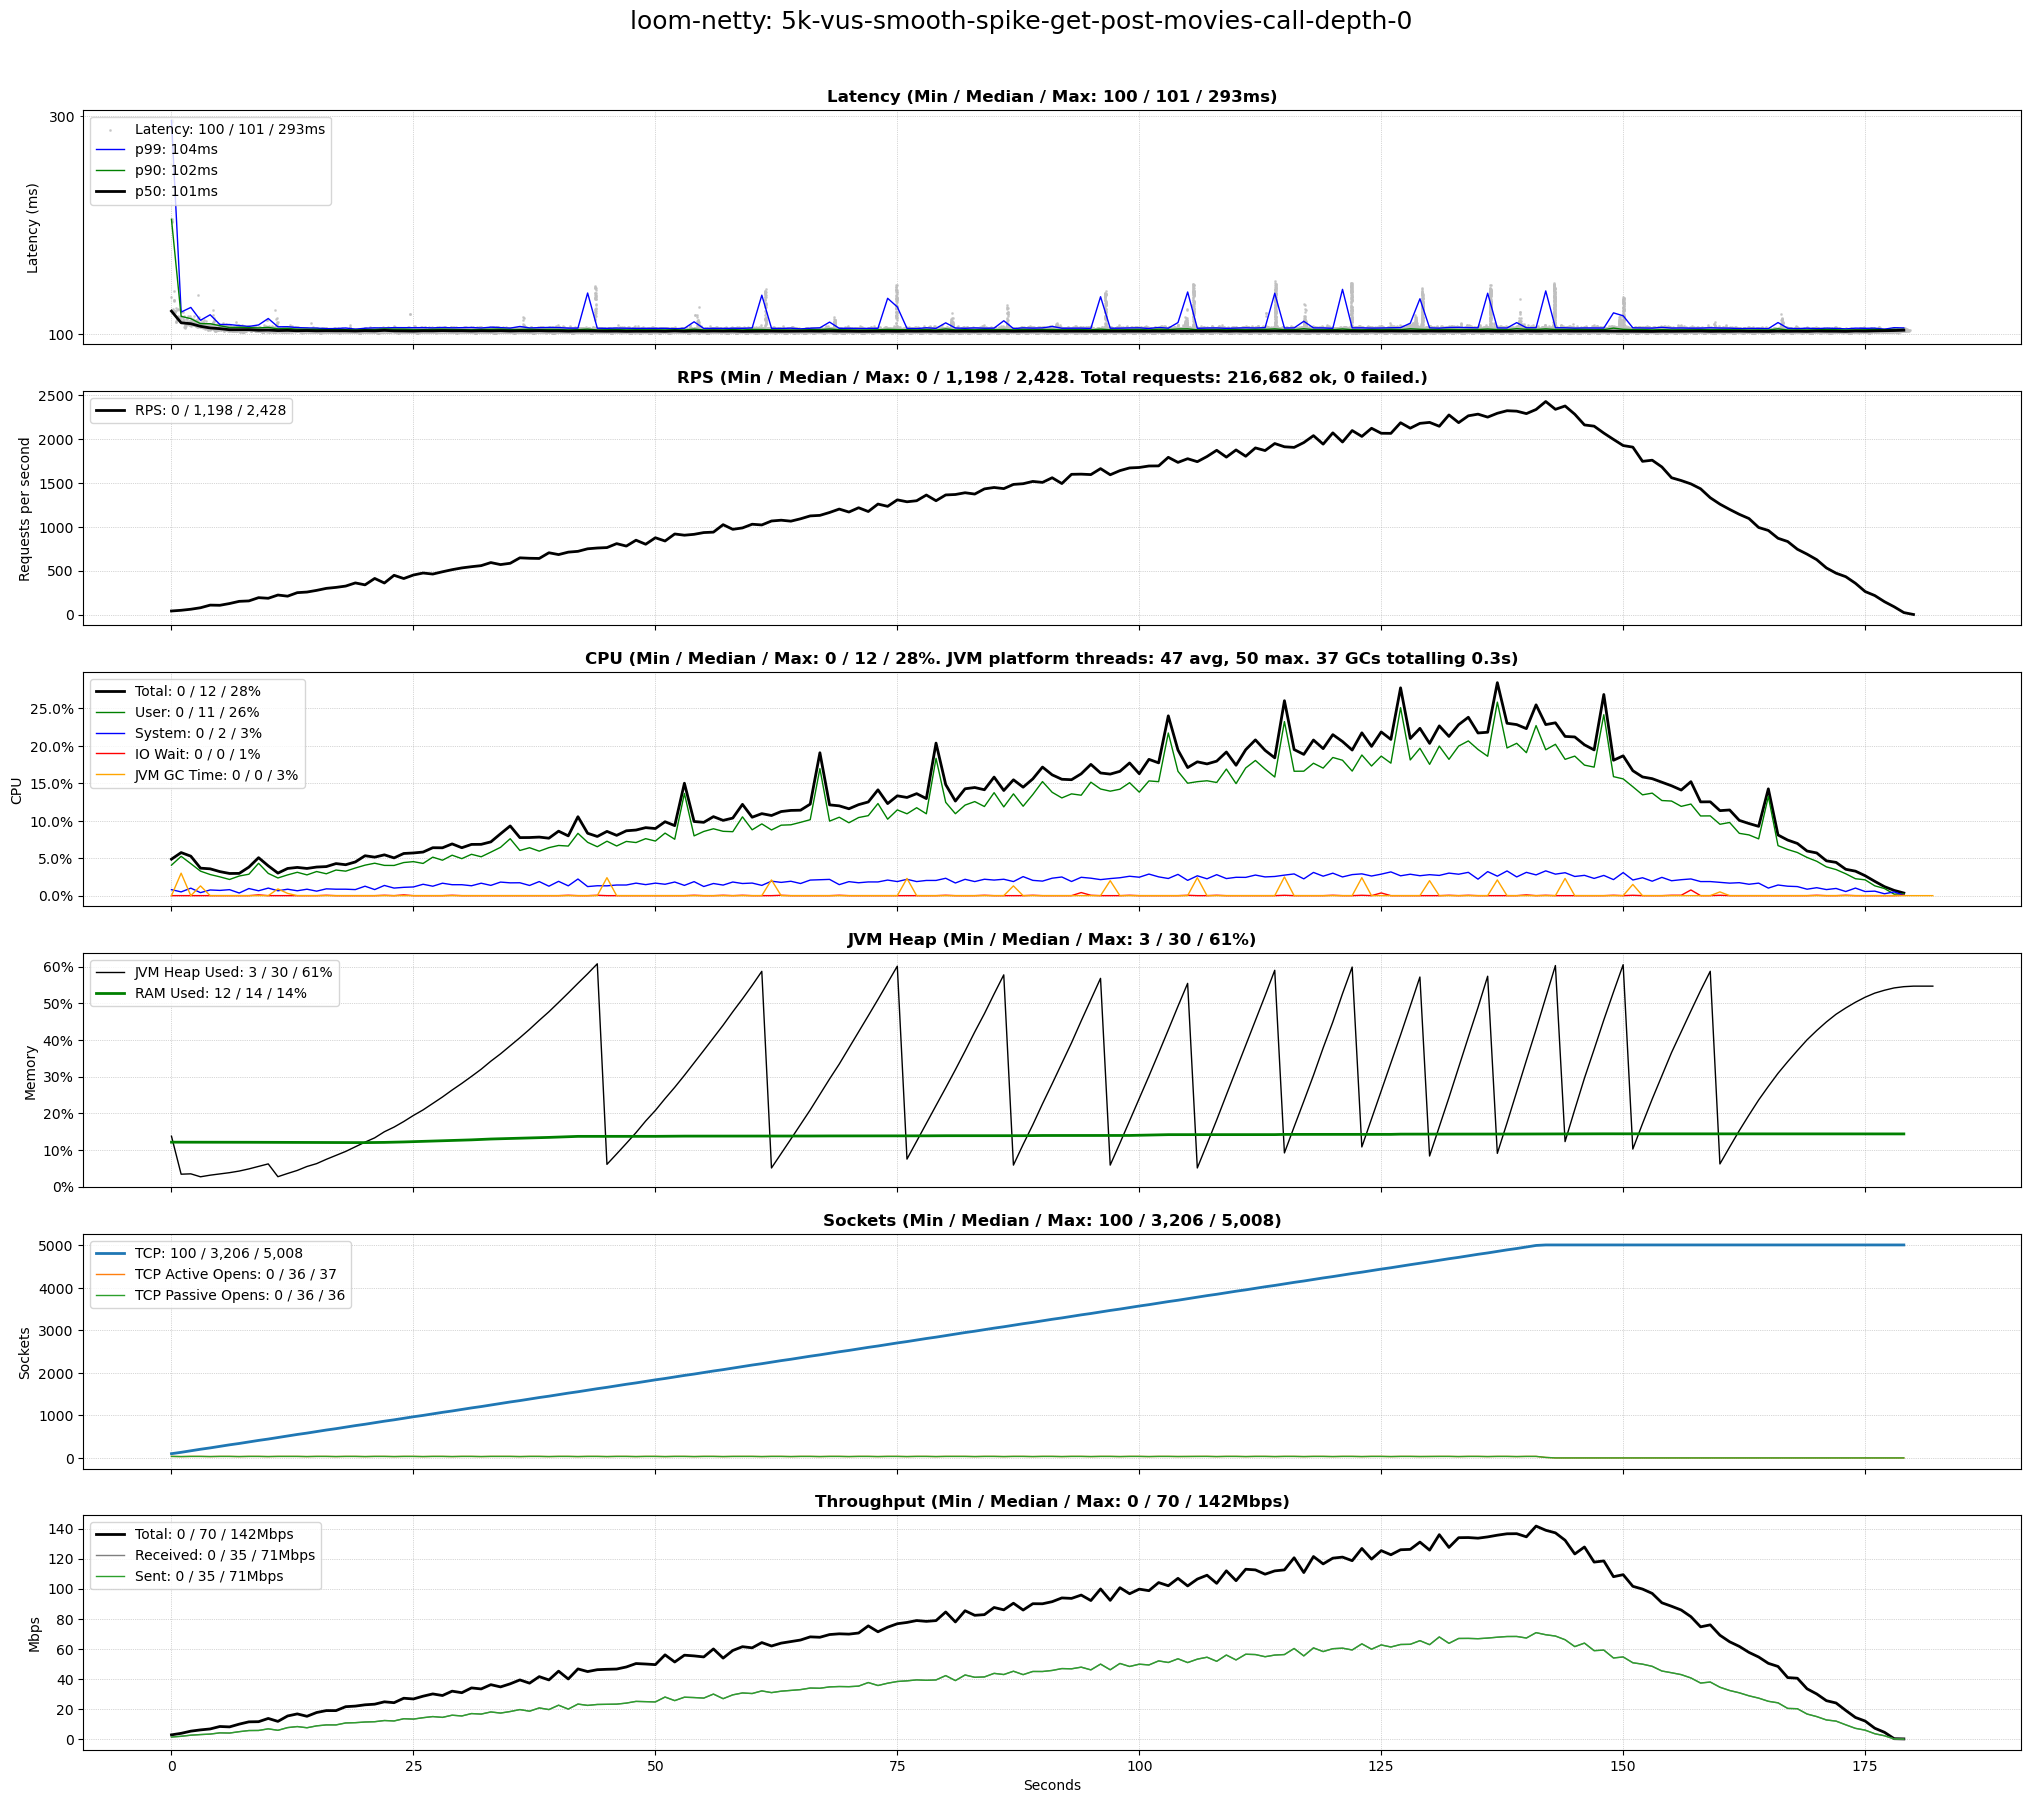 loom-netty: 5k-vus-smooth-spike-get-post-movies-call-depth-0
Latency (Min / Median / Max: 100 / 101 / 293ms)
300
100
Latency (ms)
Latency: 100 / 101 / 293ms
p99: 104ms
p90: 102ms
p50: 101ms
RPS (Min / Median / Max: 0 / 1,198 / 2,428. Total requests: 216,682 ok, 0 failed.)
2500
2000
1500
1000
500
0
Requests per second
RPS: 0 / 1,198 / 2,428
CPU (Min / Median / Max: 0 / 12 / 28%. JVM platform threads: 47 avg, 50 max. 37 GCs totalling 0.3s)
25.0%
20.0%
15.0%
10.0%
5.0%
0.0%
CPU
Total: 0 / 12 / 28%
User: 0 / 11 / 26%
System: 0 / 2 / 3%
IO Wait: 0 / 0 / 1%
JVM GC Time: 0 / 0 / 3%
JVM Heap (Min / Median / Max: 3 / 30 / 61%)
60%
50%
40%
30%
20%
10%
0%
Memory
JVM Heap Used: 3 / 30 / 61%
RAM Used: 12 / 14 / 14%
Sockets (Min / Median / Max: 100 / 3,206 / 5,008)
5000
4000
3000
2000
1000
0
Sockets
TCP: 100 / 3,206 / 5,008
TCP Active Opens: 0 / 36 / 37
TCP Passive Opens: 0 / 36 / 36
Throughput (Min / Median / Max: 0 / 70 / 142Mbps)
140
120
100
80
60
40
20
0
Mbps
Total: 0 / 70 / 142Mbps
Received: 0 / 35 / 71Mbps
Sent: 0 / 35 / 71Mbps
0 25 50 75 100 125 150 175
Seconds